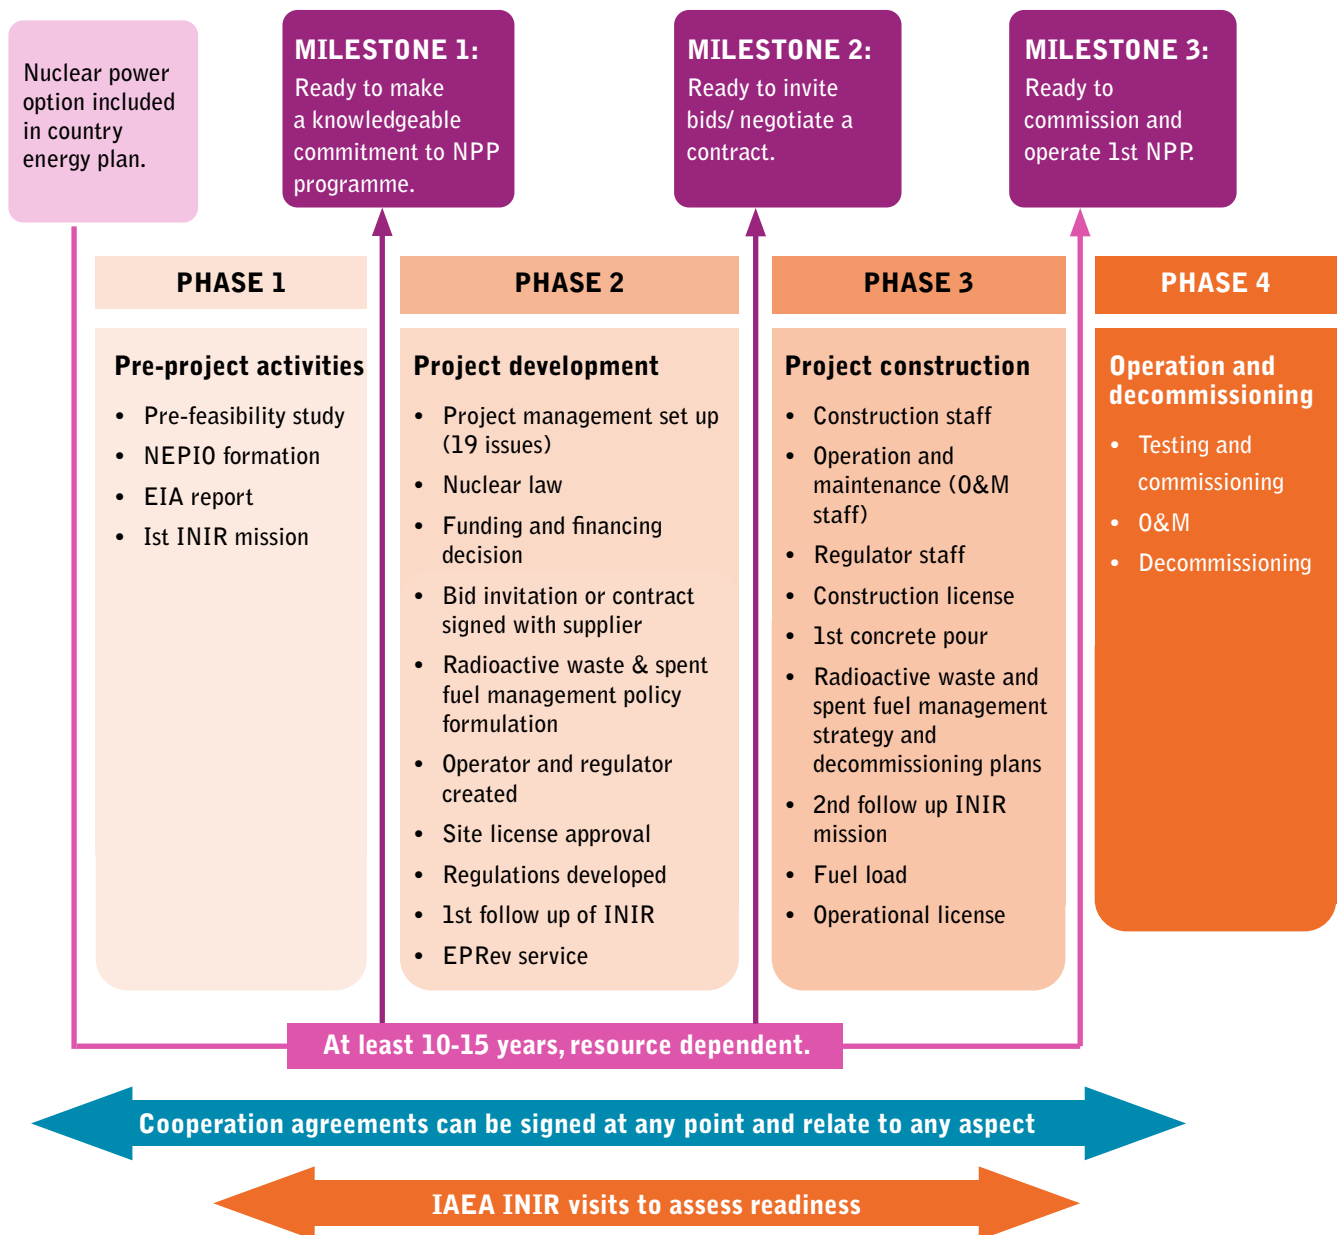 Nuclear power
option included
in country
energy plan.
MILESTONE 1:
Ready to make
a knowledgeable
commitment to NPP
programme.
MILESTONE 2:
Ready to invite
bids/ negotiate a
contract.
MILESTONE 3:
Ready to
commission and
operate 1st NPP.
PHASE 1
Pre-project activities
• Pre-feasibility study
• NEPIO formation
• EIA report
• Ist INIR mission
PHASE 2
Project development
• Project management set up
(19 issues)
• Nuclear law
• Funding and financing
decision
• Bid invitation or contract
signed with supplier
• Radioactive waste & spent
fuel management policy
formulation
• Operator and regulator
created
• Site license approval
• Regulations developed
• 1st follow up of INIR
• EPRev service
PHASE 3
Project construction
• Construction staff
• Operation and
maintenance (O&M
staff)
• Regulator staff
• Construction license
• 1st concrete pour
• Radioactive waste and
spent fuel management
strategy and
decommissioning plans
• 2nd follow up INIR
mission
• Fuel load
• Operational license
PHASE 4
Operation and
decommissioning
• Testing and
commissioning
• O&M
• Decommissioning
At least 10-15 years, resource dependent.
Cooperation agreements can be signed at any point and relate to any aspect
IAEA INIR visits to assess readiness